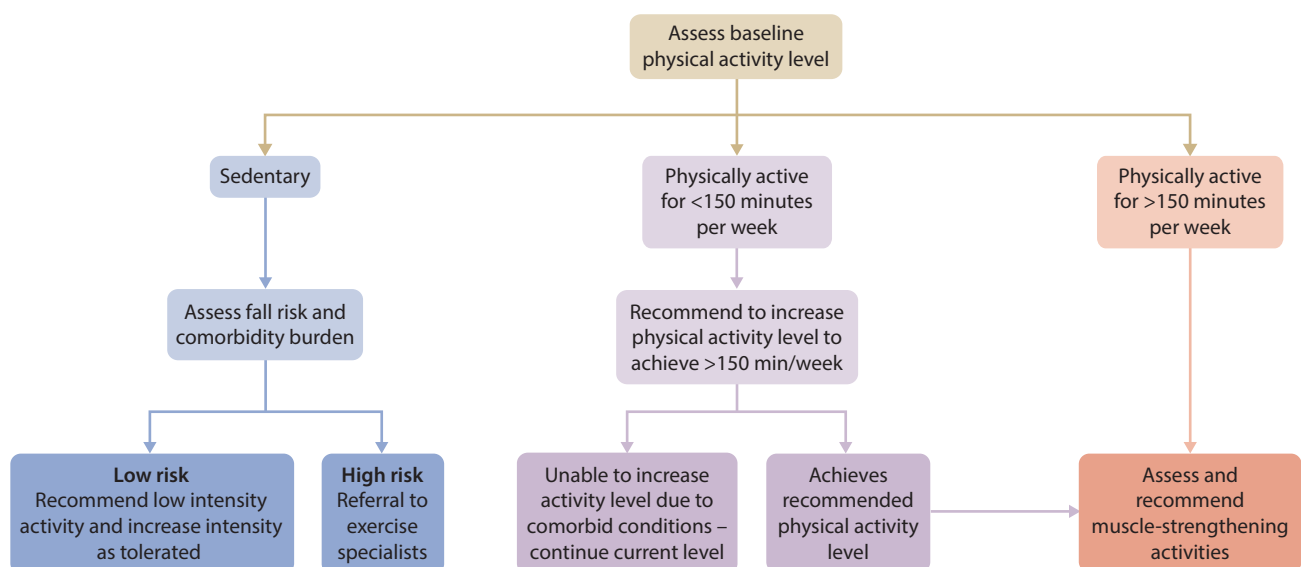 Assess baseline
physical activity level
Sedentary
Physically active
for <150 minutes
per week
Physically active
for >150 minutes
per week
Assess fall risk and
comorbidity burden
Recommend to increase
physical activity level to
achieve >150 min/week
Low risk
Recommend low intensity
activity and increase intensity
as tolerated
High risk
Referral to
exercise
specialists
Unable to increase
activity level due to
comorbid conditions –
continue current level
Achieves
recommended
physical activity
level
Assess and
recommend
muscle-strengthening
activities